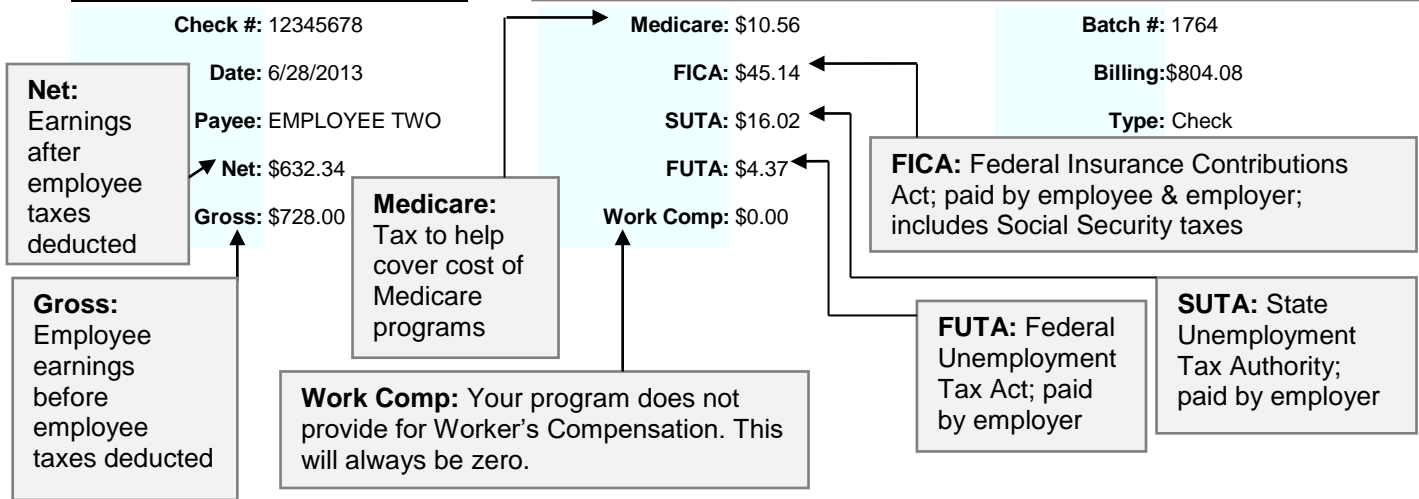 Check #: 12345678
Date: 6/28/2013
Payee: EMPLOYEE TWO
Net: $632.34
Gross: $728.00
Medicare: $10.56
FICA: $45.14
SUTA: $16.02
FUTA: $4.37
Work Comp: $0.00
Batch #: 1764
Billing:$804.08
Type: Check
Net:
Earnings
after
employee
taxes
deducted
Gross:
Employee
earnings
before
employee
taxes deducted
Medicare:
Tax to help
cover cost of
Medicare
programs
Work Comp: Your program does not
provide for Worker's Compensation. This
will always be zero.
FICA: Federal Insurance Contributions
Act; paid by employee & employer;
includes Social Security taxes
FUTA: Federal
Unemployment
Tax Act; paid
by employer
SUTA: State
Unemployment
Tax Authority;
paid by employer